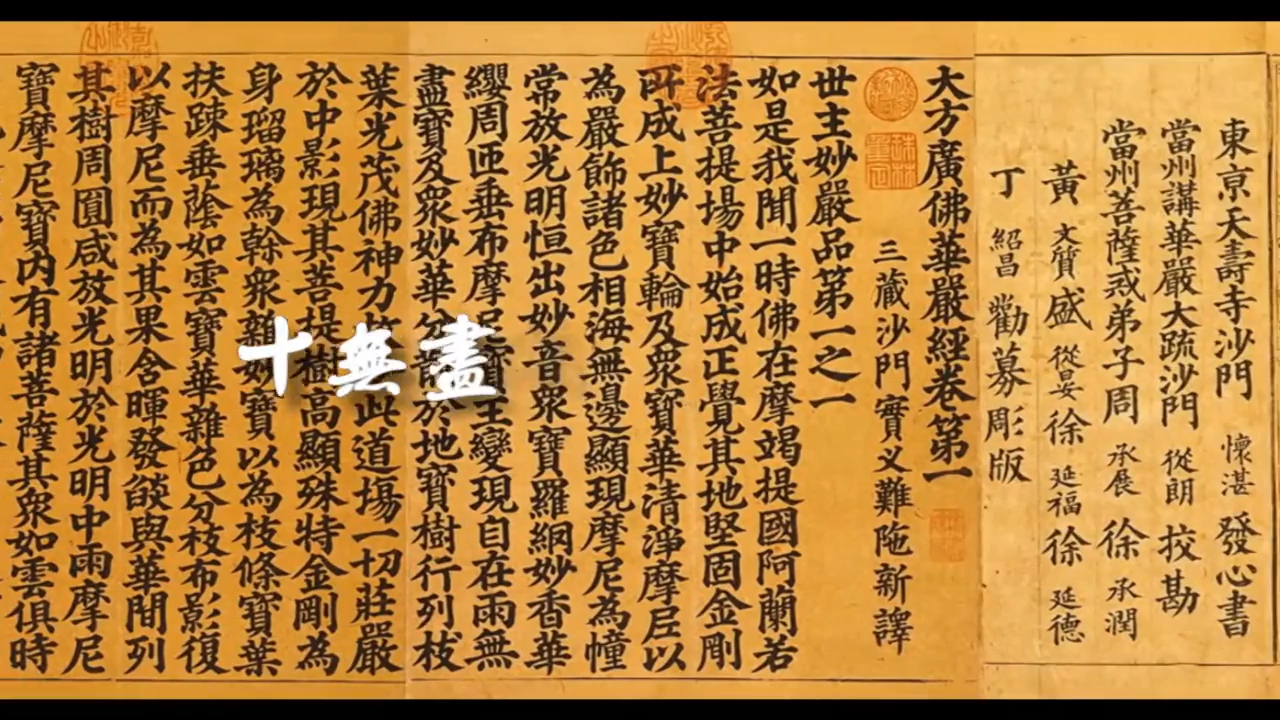 東京天壽寺沙門 懷湛 發心書
當州講華嚴大疏沙門 從朗 挍勘
當州菩薩戒弟子周 承展 徐 承潤
黃 文質 盛 從旻 徐 延福 徐 延德
丁 紹昌 勸募彫版
大方廣佛華嚴經卷第一
三藏沙門實叉難陁新譯
世主妙嚴品第一之一
如是我聞一時佛在摩竭提國阿蘭若
法菩提場中始成正覺其地堅固金剛
所成上妙寶輪及眾寶華清淨摩尼以
為嚴飾諸色相海無邊顯現摩尼為幢
常放光明恒出妙音眾寶羅網妙香華
纓周匝垂布摩尼寶王變現自在雨無
盡寶及眾妙華分散於地寶樹行列枝
葉光茂佛神力此道場一切莊嚴
於中影現其菩提樹高顯殊特金剛為
身瑠璃為幹眾雜妙寶以為枝條寶葉
扶踈垂蔭如雲寶華雜色分枝布影復
以摩尼而為其果含暉發㷔與華間列
其樹周圓咸放光明於光明中雨摩尼
寶摩尼寶內有諸菩薩其眾如雲俱時
十無盡